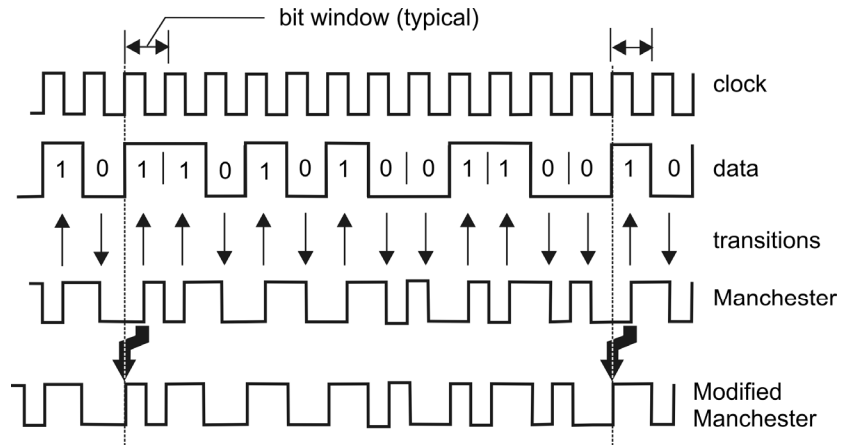 bit window (typical)
clock
1 0 1 | 1 0 1 0 1 0 | 0 1 | 1 0 | 0 1 0
data
transitions
Manchester
Modified
Manchester